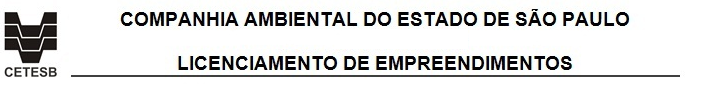 COMPANHIA AMBIENTAL DO ESTADO DE SÃO PAULO
LICENCIAMENTO DE EMPREENDIMENTOS
CETESB